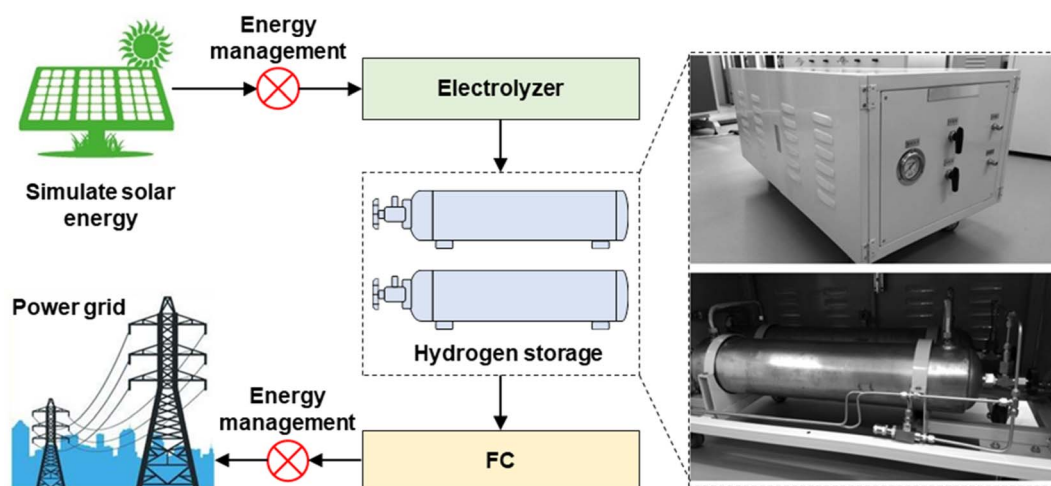 Energy
management
Electrolyzer
Simulate solar
energy
Hydrogen storage
Power grid
Energy
management
FC